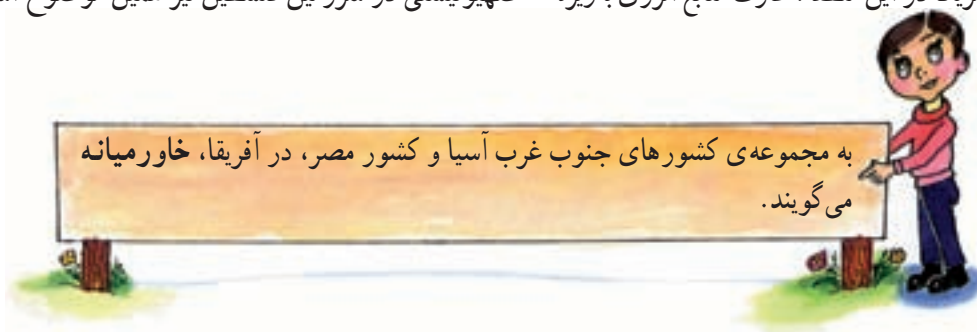 به مجموعه‌ی کشورهای جنوب غرب آسیا و کشور مصر، در آفریقا، خاورمیانه
می‌گویند.